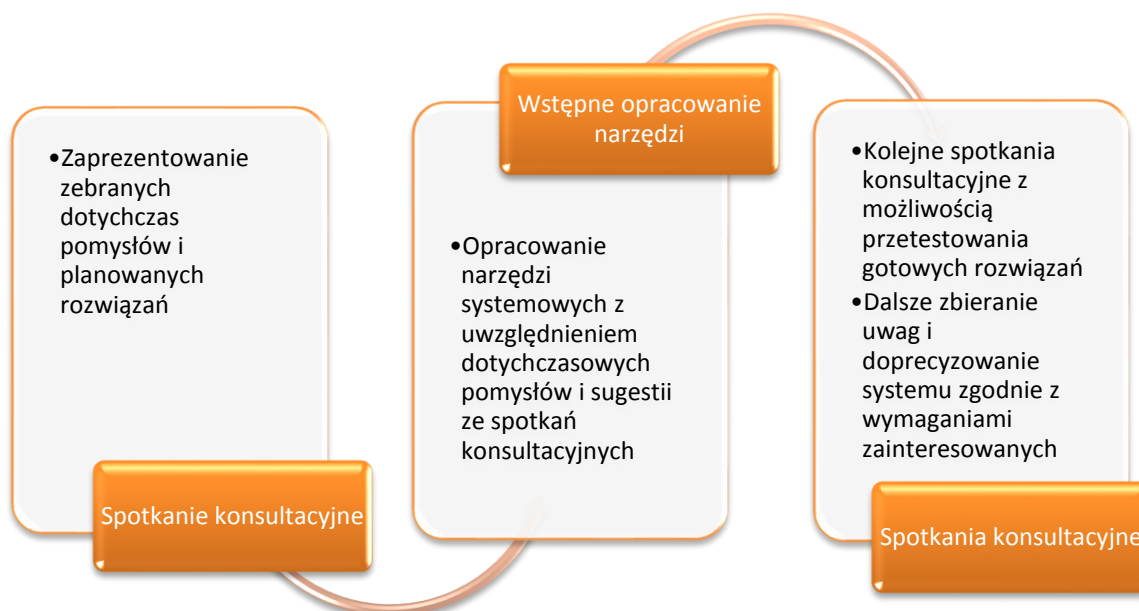 •Zaprezentowanie
zebranych
dotychczas
pomysłów i
planowanych
rozwiązań
Spotkanie konsultacyjne
Wstępne opracowanie
narzędzi
•Opracowanie
narzędzi
systemowych z
uwzględnieniem
dotychczasowych
pomysłów i sugestii
ze spotkań
konsultacyjnych
•Kolejne spotkania
konsultacyjne z
możliwością
przetestowania
gotowych rozwiązań
•Dalsze zbieranie
uwag i
doprecyzowanie
systemu zgodnie z
wymaganiami
zainteresowanych
Spotkania konsultacyjne